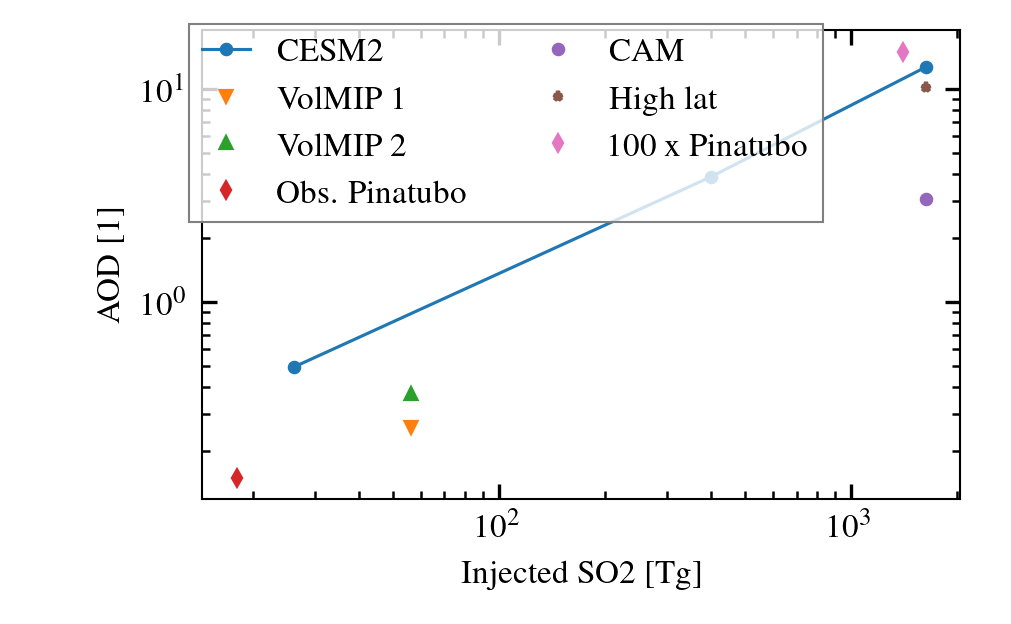 CESM2
VolMIP 1
VolMIP 2
Obs. Pinatubo
CAM
High lat
100 x Pinatubo
AOD [1]
10¹
10⁰
10²
10³
Injected SO2 [Tg]